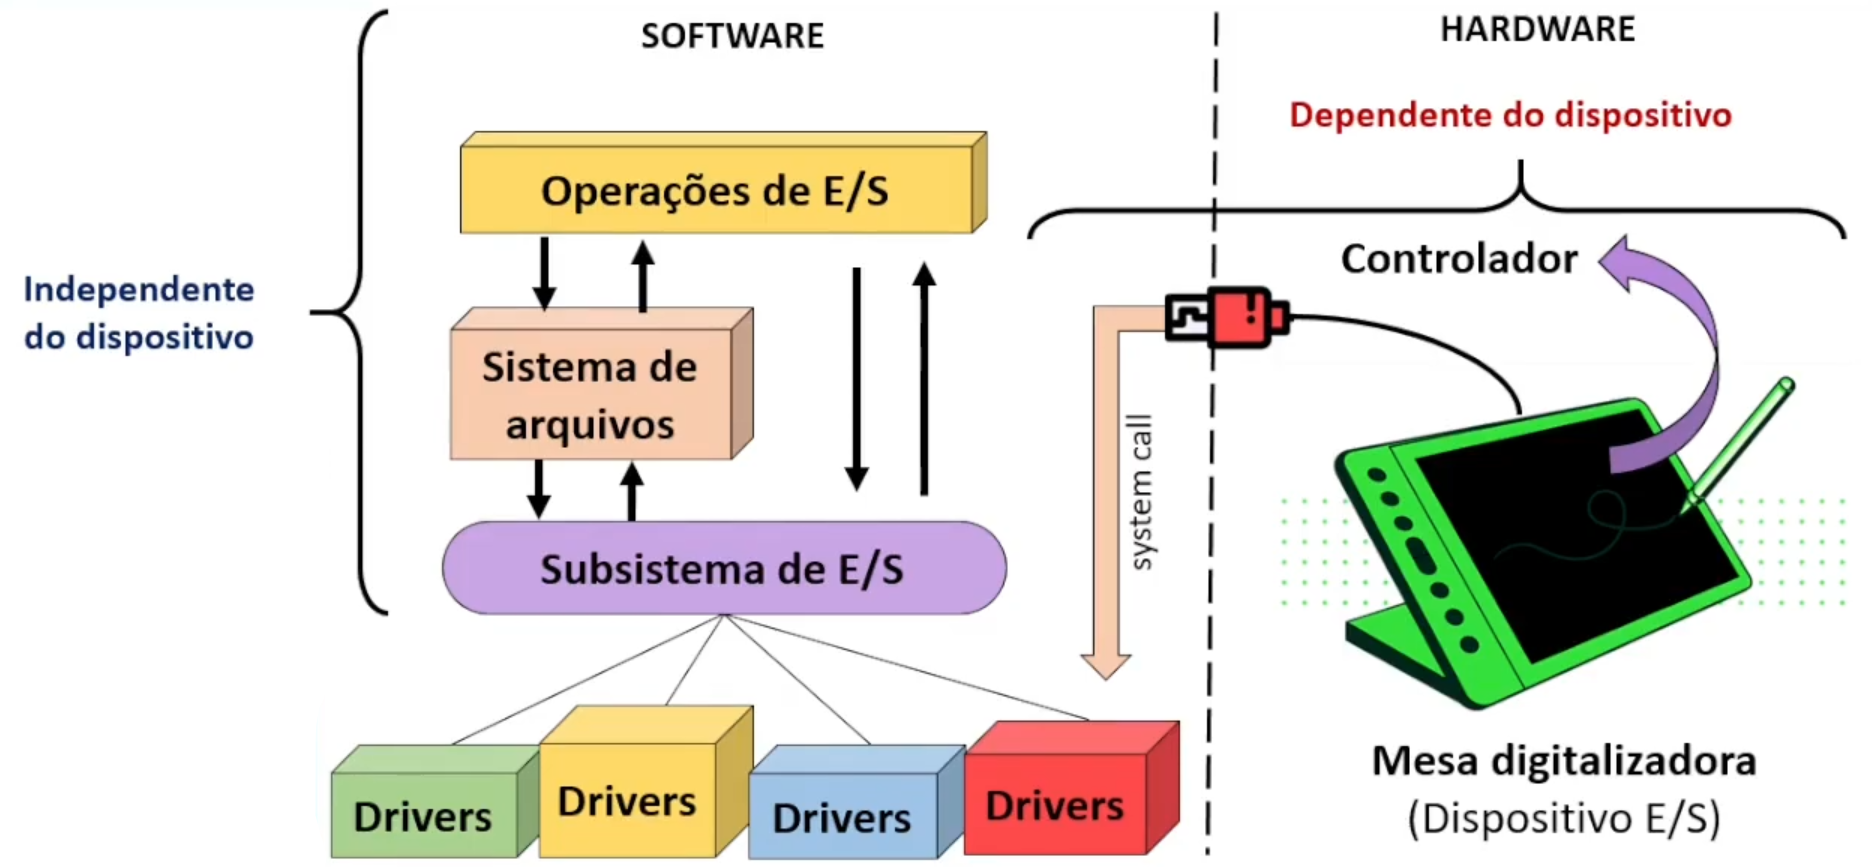 SOFTWARE
HARDWARE
Dependente do dispositivo
Operações de E/S
Controlador
Independente
do dispositivo
Sistema de
arquivos
system call
Subsistema de E/S
Drivers
Drivers
Drivers
Drivers
Mesa digitalizadora
(Dispositivo E/S)